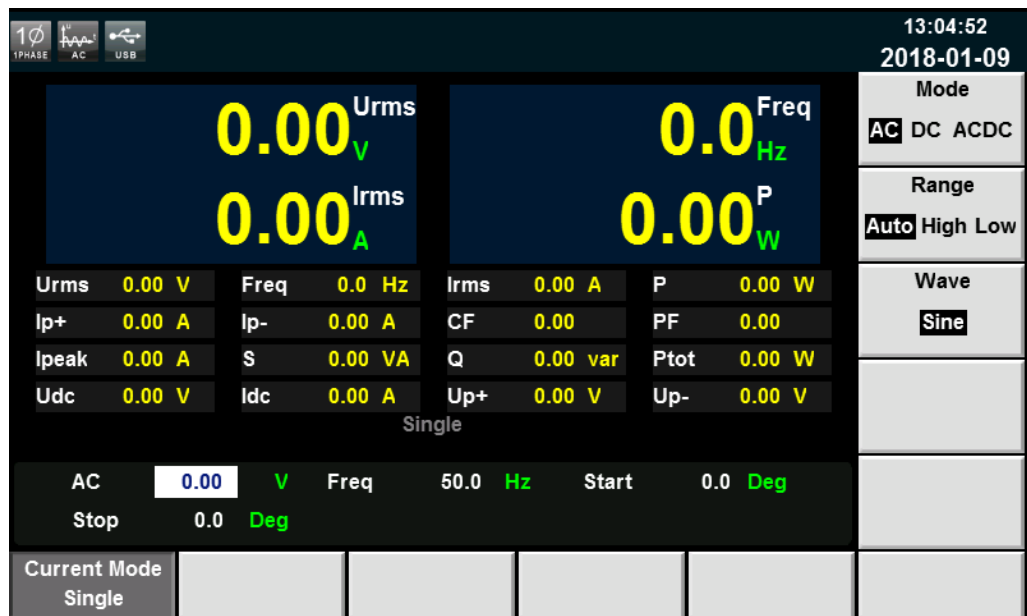 1Ø
1PHASE
AC
USB
13:04:52
2018-01-09
0.00 Urms V
0.0 Freq Hz
0.00 Irms A
0.00 P W
Urms 0.00 V Freq 0.0 Hz Irms 0.00 A P 0.00 W
Ip+ 0.00 A Ip- 0.00 A CF 0.00 PF 0.00
Ipeak 0.00 A S 0.00 VA Q 0.00 var Ptot 0.00 W
Udc 0.00 V Idc 0.00 A Up+ 0.00 V Up- 0.00 V
Single
AC 0.00 V Freq 50.0 Hz Start 0.0 Deg
Stop 0.0 Deg
Mode
AC DC ACDC
Range
Auto High Low
Wave
Sine
Current Mode
Single